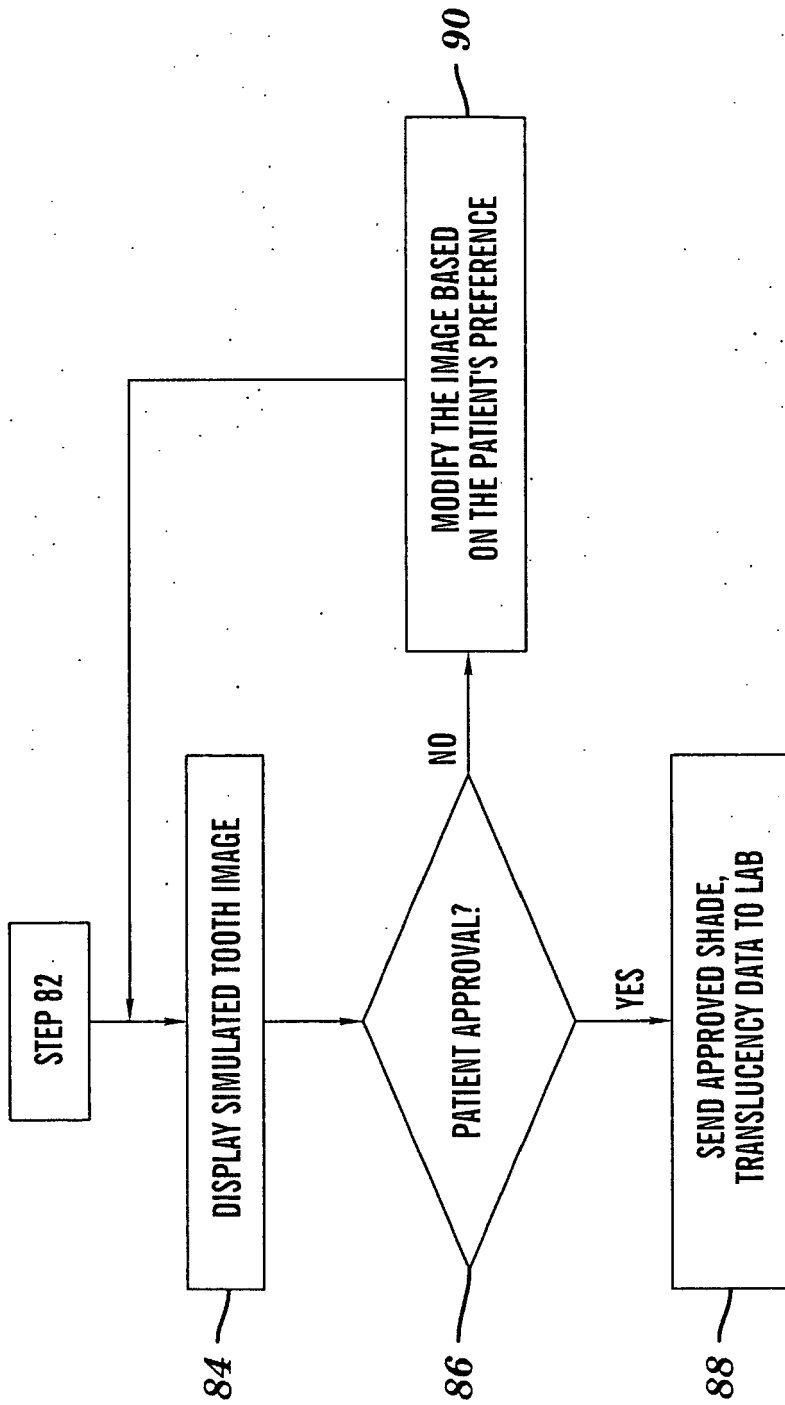 STEP 82
84
DISPLAY SIMULATED TOOTH IMAGE
86
PATIENT APPROVAL?
NO
MODIFY THE IMAGE BASED
ON THE PATIENT'S PREFERENCE
90
YES
88
SEND APPROVED SHADE,
TRANSLUCENCY DATA TO LAB